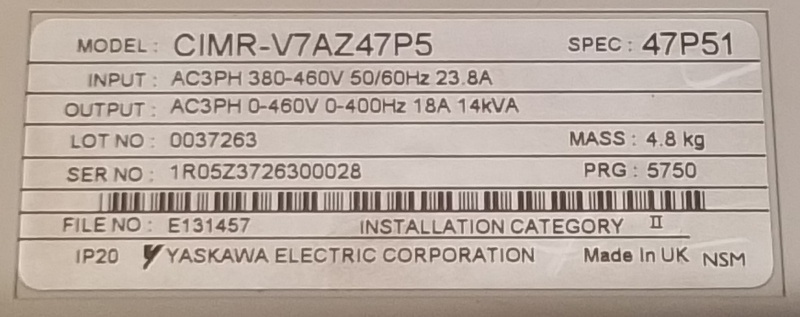 MODEL : CIMR-V7AZ47P5 SPEC : 47P51
INPUT : AC3PH 380-460V 50/60Hz 23.8A
OUTPUT : AC3PH 0-460V 0-400Hz 18A 14kVA
LOT NO : 0037263 MASS : 4.8 kg
SER NO : 1R05Z3726300028 PRG : 5750
FILE NO : E131457 INSTALLATION CATEGORY II
IP20 YASKAWA ELECTRIC CORPORATION Made In UK NSM